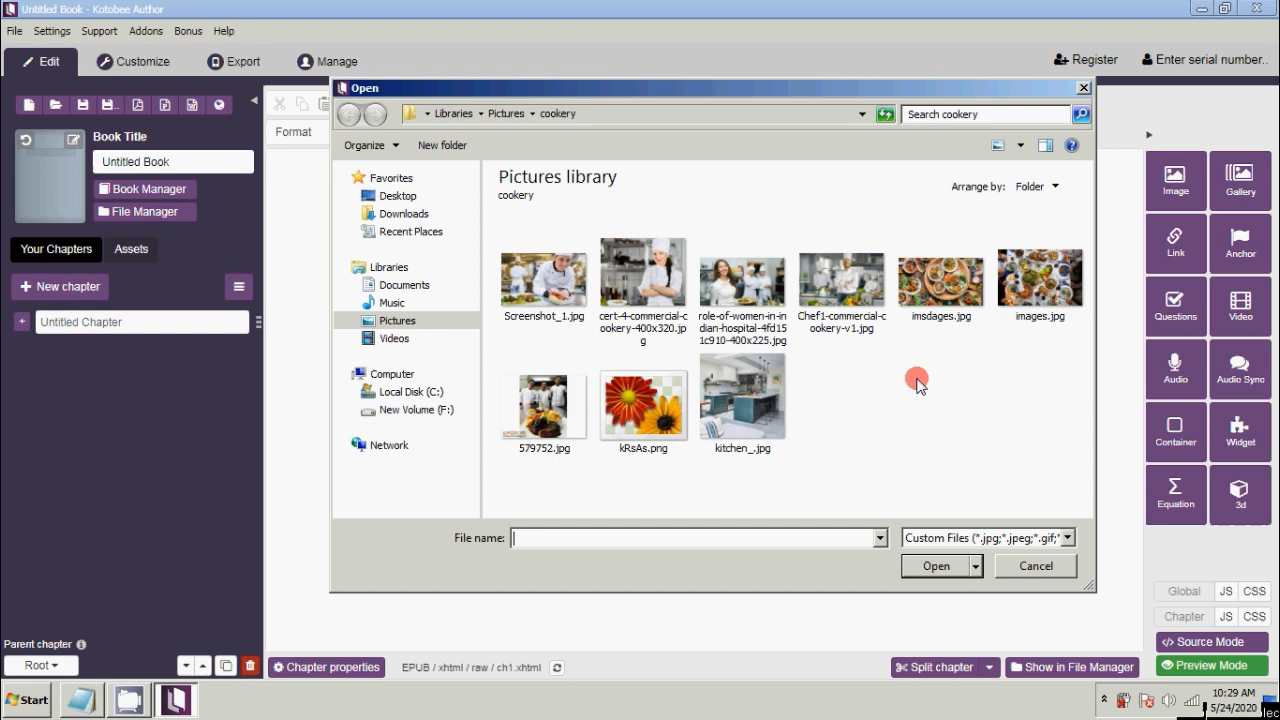 Untitled Book - Kotobee Author
File Settings Support Addons Bonus Help
Edit Customize Export Manage Register Enter serial number..
Book Title
Untitled Book
Book Manager
File Manager
Your Chapters Assets
New chapter
Untitled Chapter
Parent chapter
Root
Format
Open
Libraries Pictures cookery
Search cookery
Organize New folder
Favorites
Desktop
Downloads
Recent Places
Libraries
Documents
Music
Pictures
Videos
Computer
Local Disk (C:)
New Volume (F:)
Network
Pictures library
cookery
Arrange by: Folder
Screenshot_1.jpg
cert-4-commercial-c
ookery-400x320.jp
g
role-of-women-in-in
dian-hospital-4fd15
1c910-400x225.jpg
Chef1-commercial-c
ookery-v1.jpg
imsdages.jpg
images.jpg
579752.jpg
kRsAs.png
kitchen_.jpg
File name:
Custom Files (*.jpg;*.jpeg;*.gif;*
Open Cancel
Image Gallery
Link Anchor
Questions Video
Audio Audio Sync
Container Widget
Equation 3d
Global JS CSS
Chapter JS CSS
</> Source Mode
Preview Mode
Chapter properties
EPUB / xhtml / raw / ch1.xhtml
Split chapter
Show in File Manager
Start
10:29 AM
5/24/2020